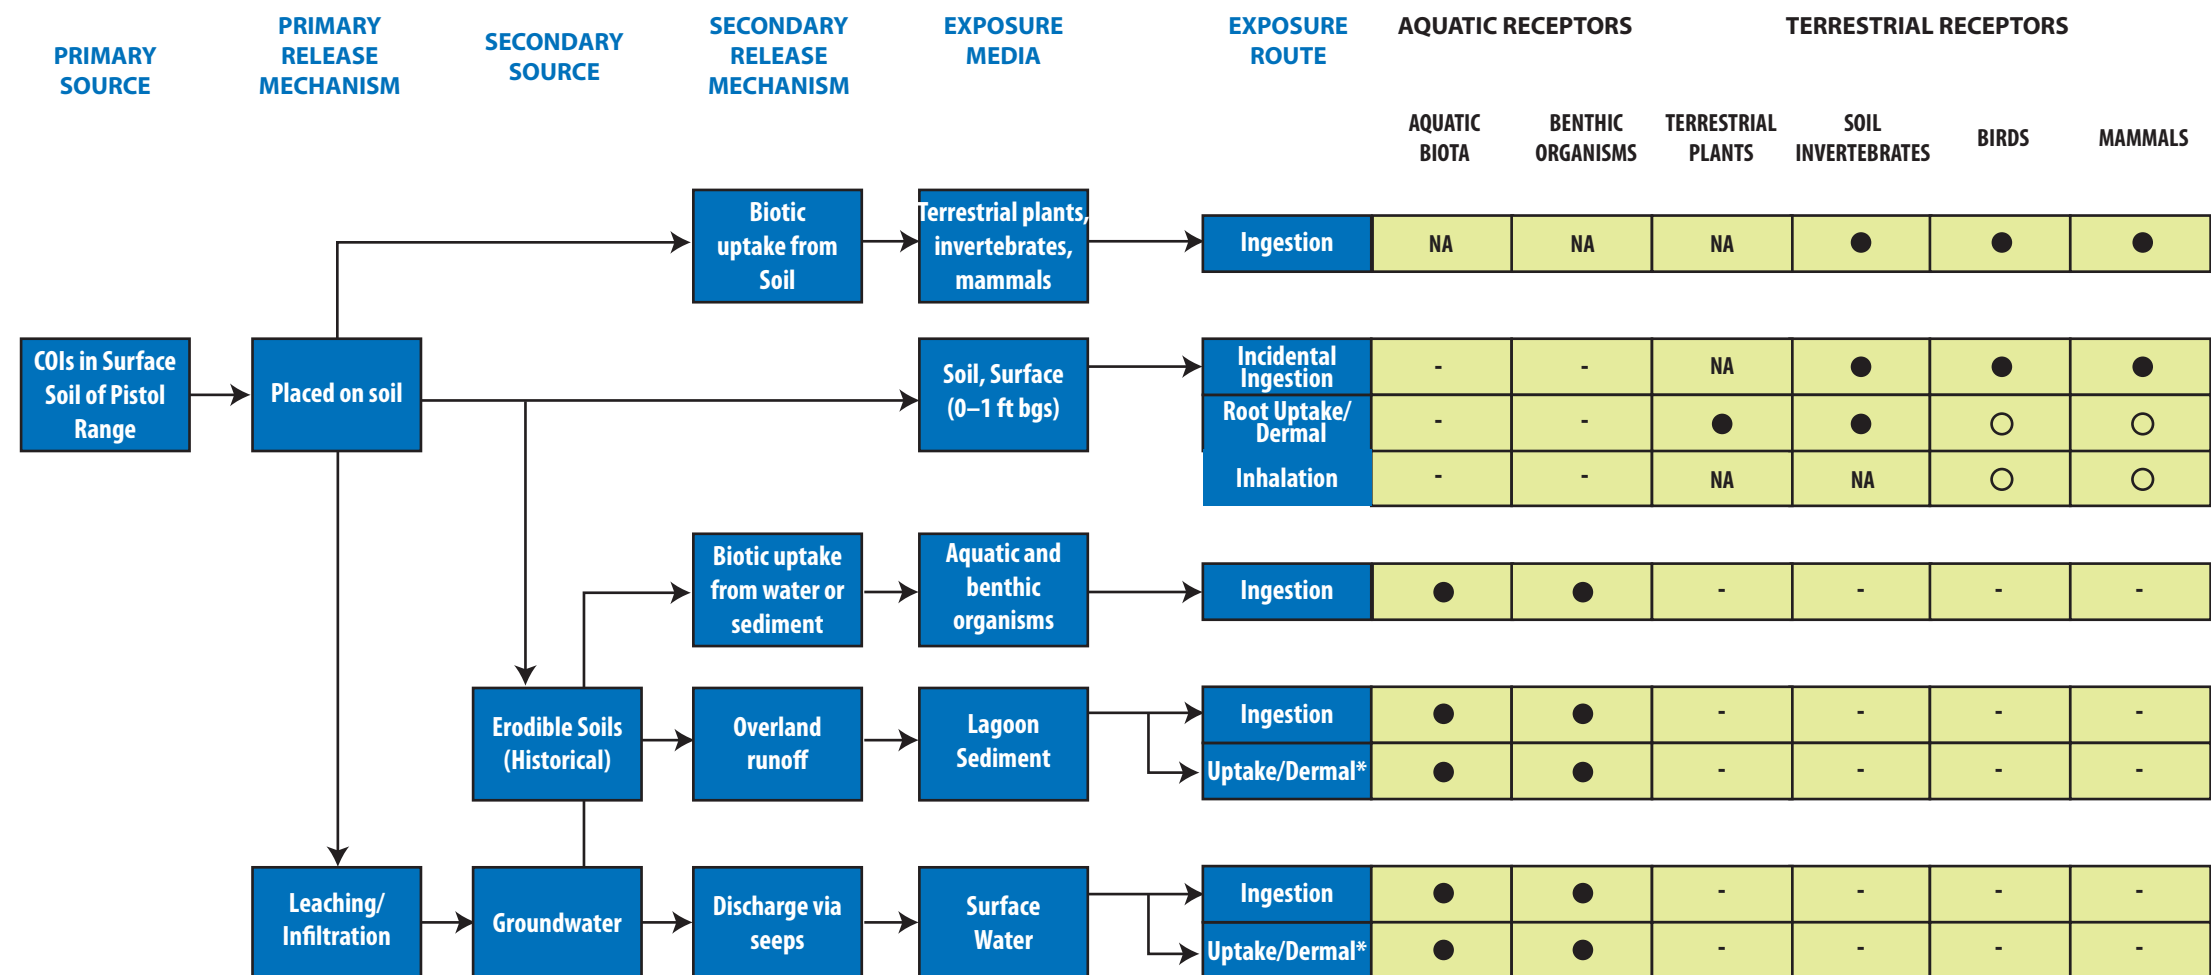 PRIMARY
SOURCE
PRIMARY
RELEASE
MECHANISM
SECONDARY
SOURCE
SECONDARY
RELEASE
MECHANISM
EXPOSURE
MEDIA
EXPOSURE
ROUTE
AQUATIC RECEPTORS
TERRESTRIAL RECEPTORS
AQUATIC
BIOTA
BENTHIC
ORGANISMS
TERRESTRIAL
PLANTS
SOIL
INVERTEBRATES
BIRDS
MAMMALS
Biotic
uptake from
Soil
Terrestrial plants,
invertebrates,
mammals
Ingestion
NA
NA
NA
COIs in Surface
Soil of Pistol
Range
Placed on soil
Soil, Surface
(0–1 ft bgs)
Incidental
Ingestion
- - NA
Root Uptake/
Dermal
- -
Inhalation
- - NA NA
Biotic uptake
from water or
sediment
Aquatic and
benthic
organisms
Ingestion
- - - -
Erodible Soils
(Historical)
Overland
runoff
Lagoon
Sediment
Ingestion
- - - -
Uptake/Dermal*
- - - -
Leaching/
Infiltration
Groundwater
Discharge via
seeps
Surface
Water
Ingestion
- - - -
Uptake/Dermal*
- - - -